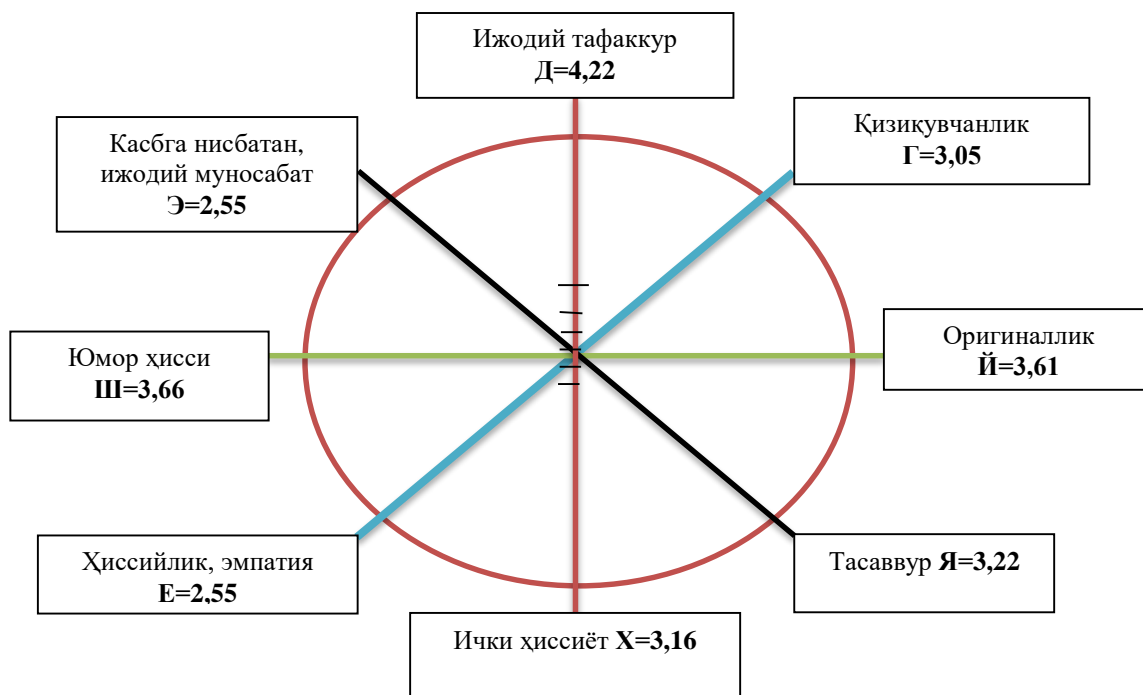 Ижодий тафаккур
Д=4,22
Қизиқувчанлик
Г=3,05
Касбга нисбатан,
ижодий муносабат
Э=2,55
Оригиналлик
Й=3,61
Юмор ҳисси
Ш=3,66
Ҳиссийлик, эмпатия
Е=2,55
Тасаввур Я=3,22
Ички ҳиссиёт Х=3,16